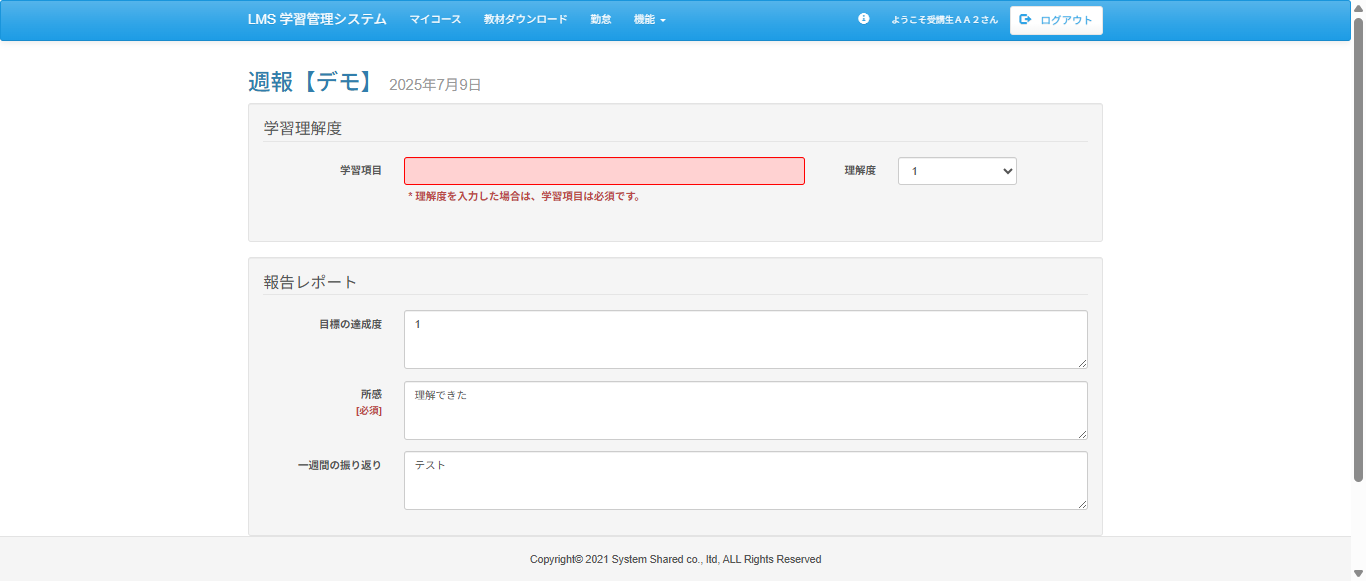 LMS 学習管理システム マイコース 教材ダウンロード 勤怠 機能 ようこそ受講生ＡＡ２さん ログアウト
週報【デモ】 2025年7月9日
学習理解度
学習項目 理解度 1
* 理解度を入力した場合は、学習項目は必須です。
報告レポート
目標の達成度 1
所感 理解できた
[必須]
一週間の振り返り テスト
Copyright© 2021 System Shared co., ltd, ALL Rights Reserved